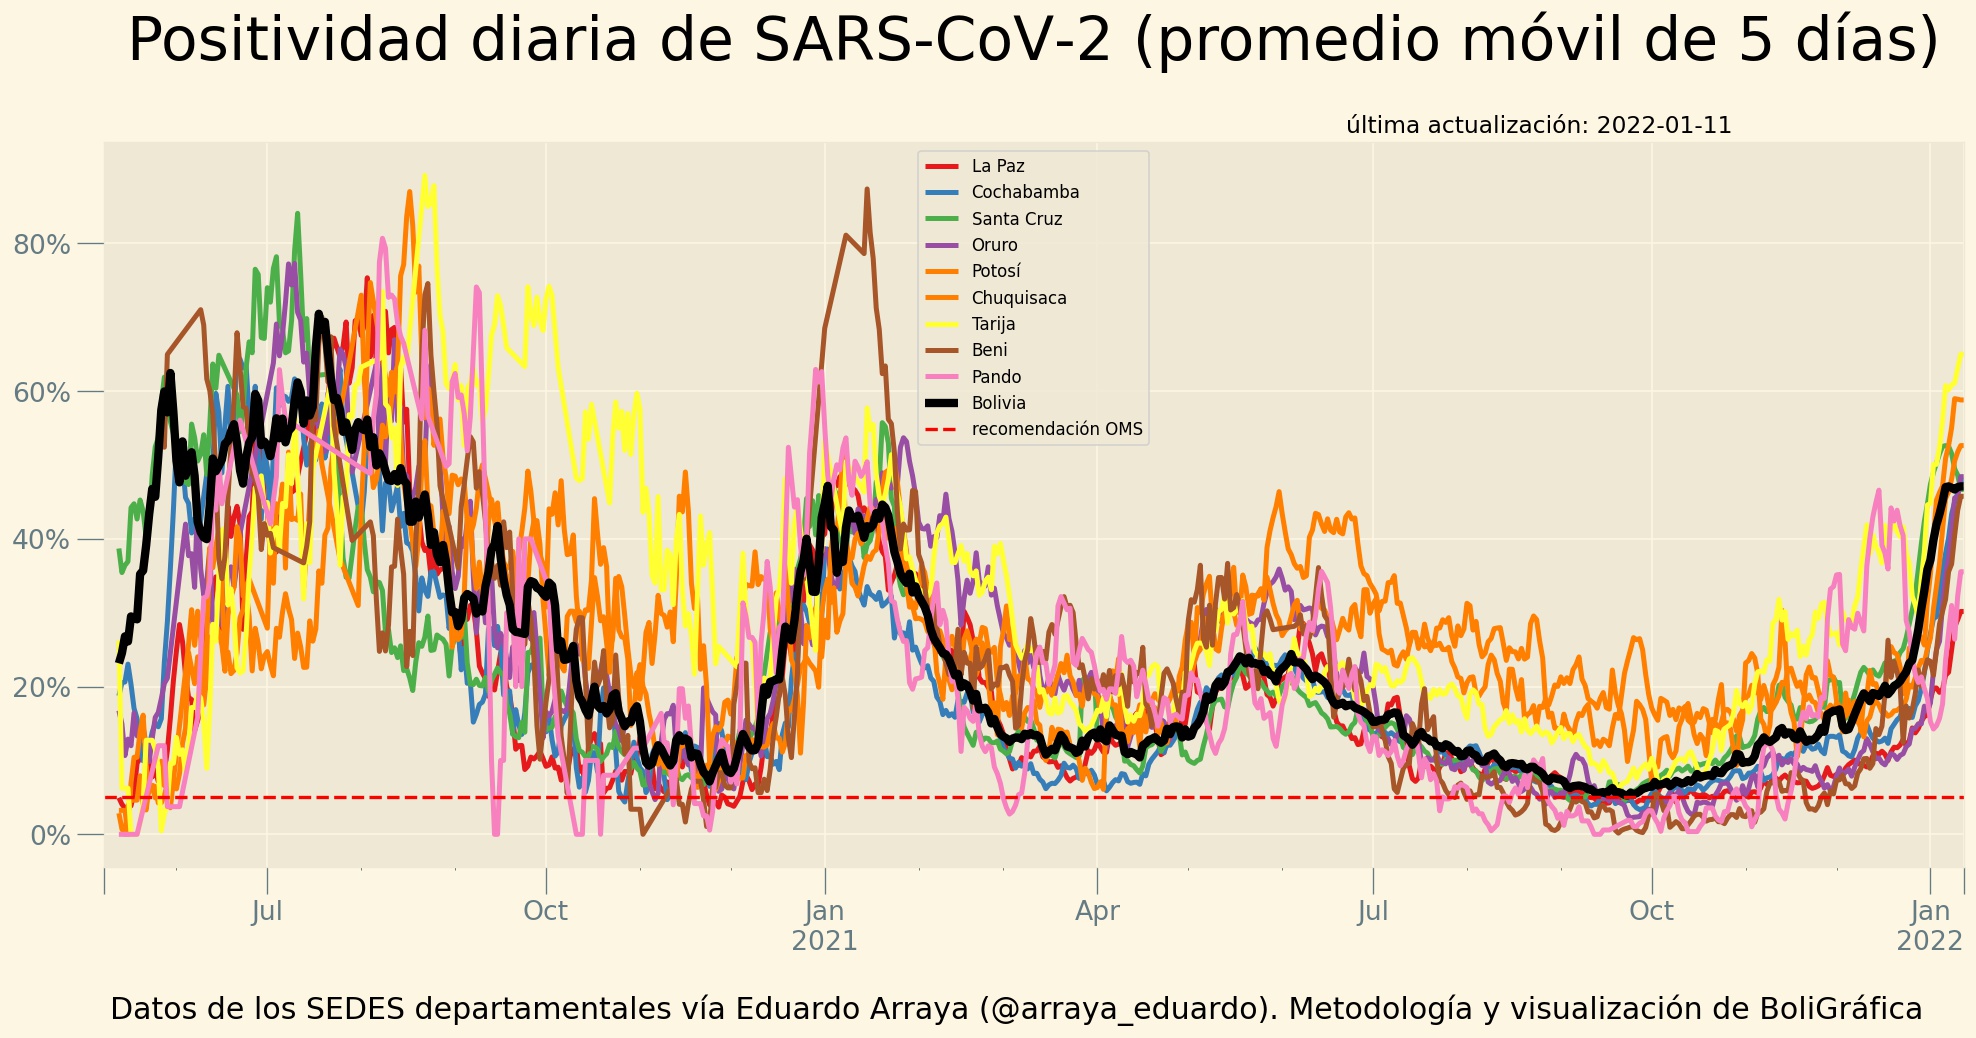 Positividad diaria de SARS-CoV-2 (promedio móvil de 5 días)
última actualización: 2022-01-11
La Paz
Cochabamba
Santa Cruz
Oruro
Potosí
Chuquisaca
Tarija
Beni
Pando
Bolivia
recomendación OMS
80%
60%
40%
20%
0%
Jul Oct Jan Apr Jul Oct Jan
2021 2022
Datos de los SEDES departamentales vía Eduardo Arraya (@arraya_eduardo). Metodología y visualización de BoliGráfica